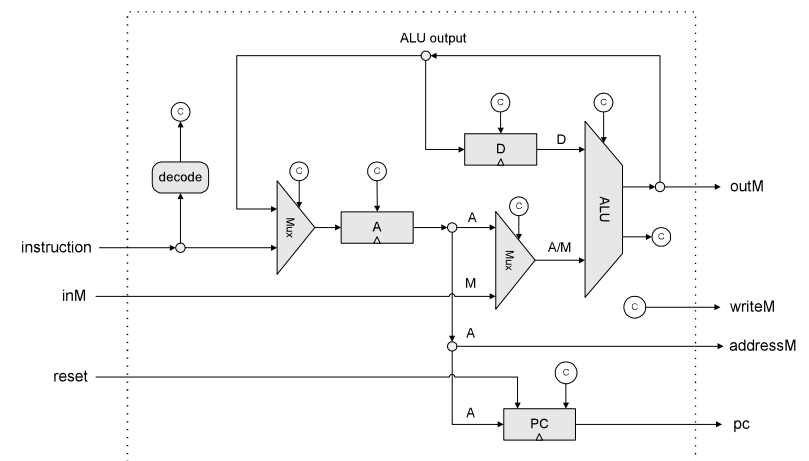 ALU output
C
C
C
D
D
decode
C
C
ALU
outM
Mux
A
A
C
instruction
Mux
A/M
C
inM
M
C
writeM
A
addressM
reset
C
A
PC
pc